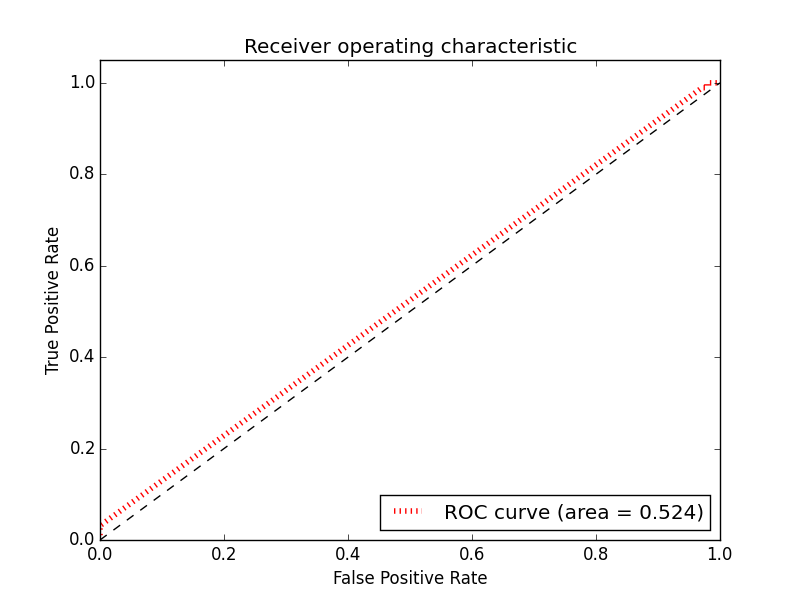 Receiver operating characteristic
1.0
0.8
0.6
0.4
0.2
0.0
True Positive Rate
ROC curve (area = 0.524)
0.0 0.2 0.4 0.6 0.8 1.0
False Positive Rate